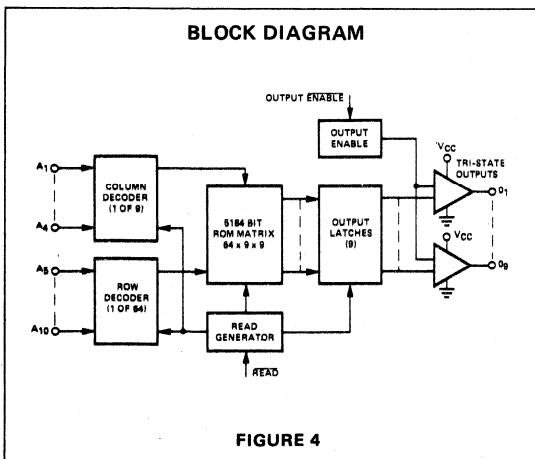 BLOCK DIAGRAM
OUTPUT ENABLE
OUTPUT
ENABLE
VCC
TRI-STATE
OUTPUTS
A1
COLUMN
DECODER
(1 OF 9)
A4
5184 BIT
ROM MATRIX
64 x 9 x 9
OUTPUT
LATCHES
(9)
O1
VCC
O9
A5
ROW
DECODER
(1 OF 64)
A10
READ
GENERATOR
READ
FIGURE 4